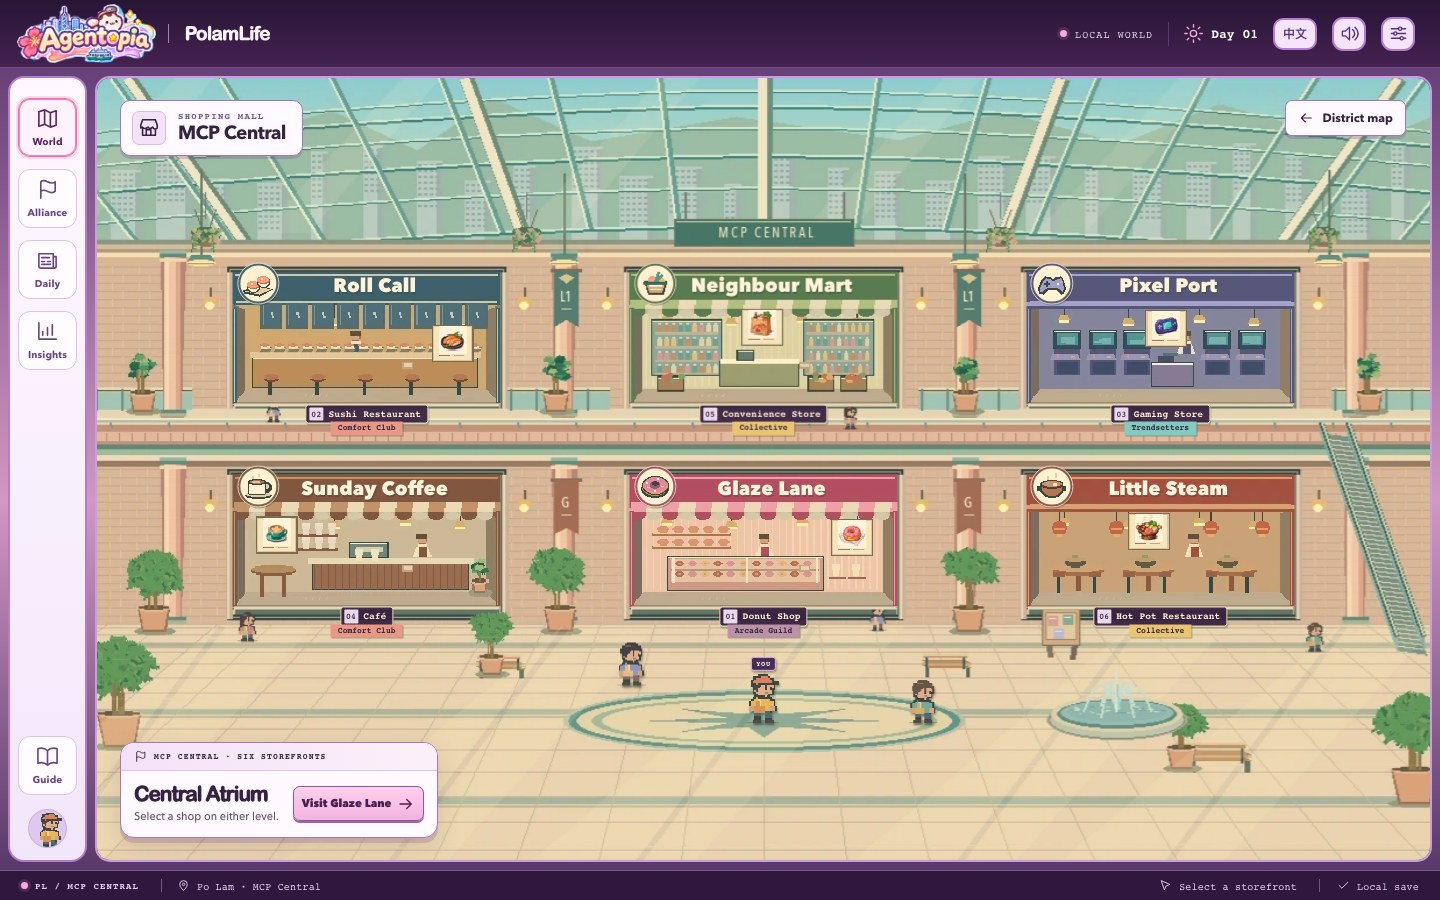 Agentopia
PolamLife
LOCAL WORLD
Day 01
中文
World
Alliance
Daily
Insights
Guide
SHOPPING MALL
MCP Central
District map
MCP CENTRAL
Roll Call
Neighbour Mart
Pixel Port
L1
L1
02 Sushi Restaurant
Comfort Club
05 Convenience Store
Collective
03 Gaming Store
Trendsetters
Sunday Coffee
Glaze Lane
Little Steam
G
G
04 Café
Comfort Club
01 Donut Shop
Arcade Guild
06 Hot Pot Restaurant
Collective
YOU
MCP CENTRAL · SIX STOREFRONTS
Central Atrium
Select a shop on either level.
Visit Glaze Lane
PL / MCP CENTRAL
Po Lam · MCP Central
Select a storefront
Local save